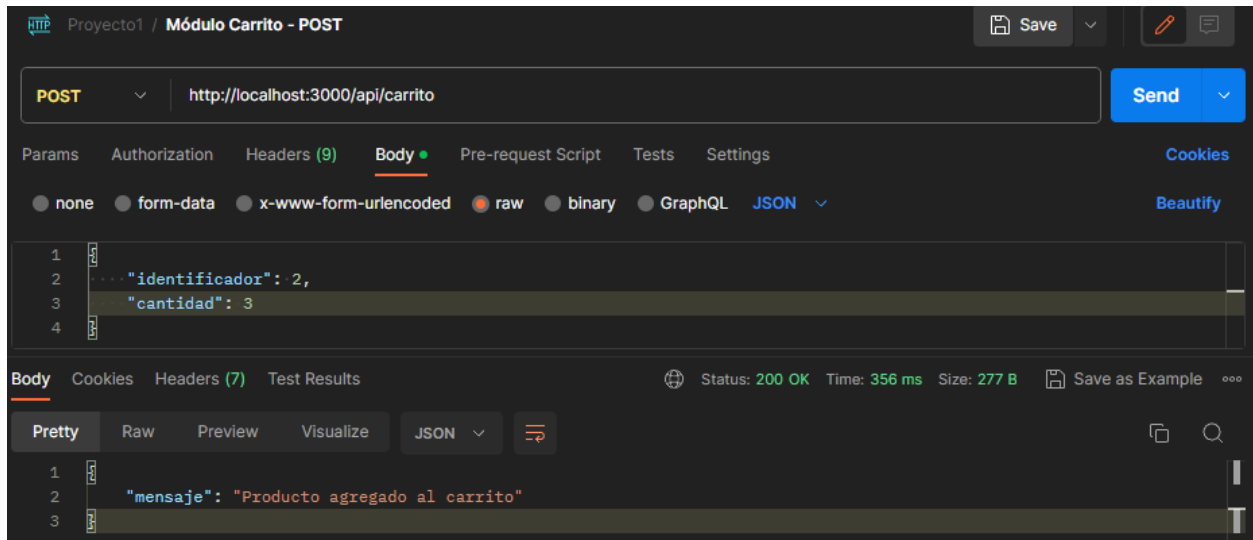 HTTP Proyecto1 / Módulo Carrito - POST Save
POST http://localhost:3000/api/carrito Send
Params Authorization Headers (9) Body Pre-request Script Tests Settings Cookies
none form-data x-www-form-urlencoded raw binary GraphQL JSON Beautify
1 {
2 "identificador": 2,
3 "cantidad": 3
4 }
Body Cookies Headers (7) Test Results Status: 200 OK Time: 356 ms Size: 277 B Save as Example
Pretty Raw Preview Visualize JSON
1 {
2 "mensaje": "Producto agregado al carrito"
3 }